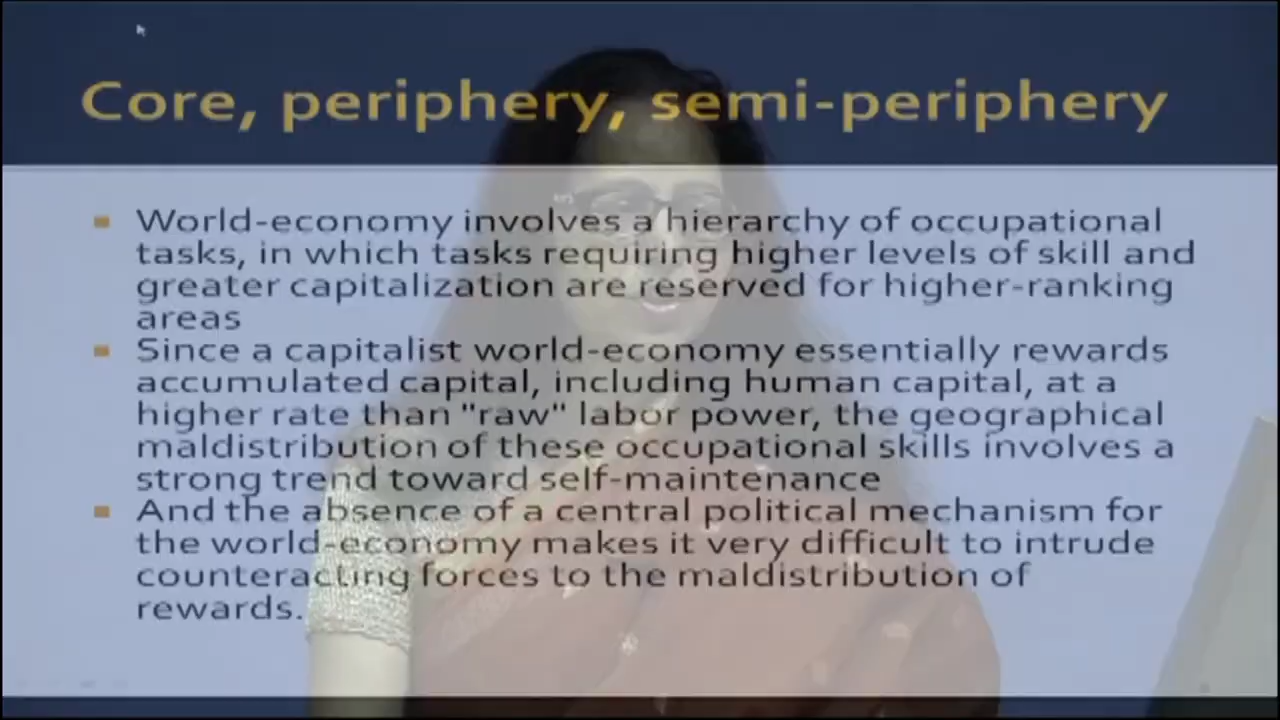 Core, periphery, semi-periphery
World-economy involves a hierarchy of occupational
tasks, in which tasks requiring higher levels of skill and
greater capitalization are reserved for higher-ranking
areas
Since a capitalist world-economy essentially rewards
accumulated capital, including human capital, at a
higher rate than "raw" labor power, the geographical
maldistribution of these occupational skills involves a
strong trend toward self-maintenance
And the absence of a central political mechanism for
the world-economy makes it very difficult to intrude
counteracting forces to the maldistribution of
rewards.